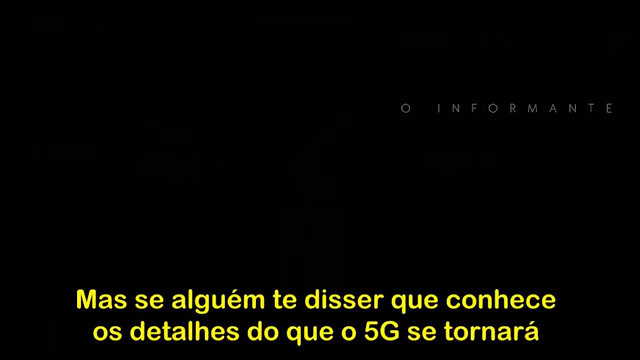 O INFORMANTE
Mas se alguém te disser que conhece
os detalhes do que o 5G se tornará